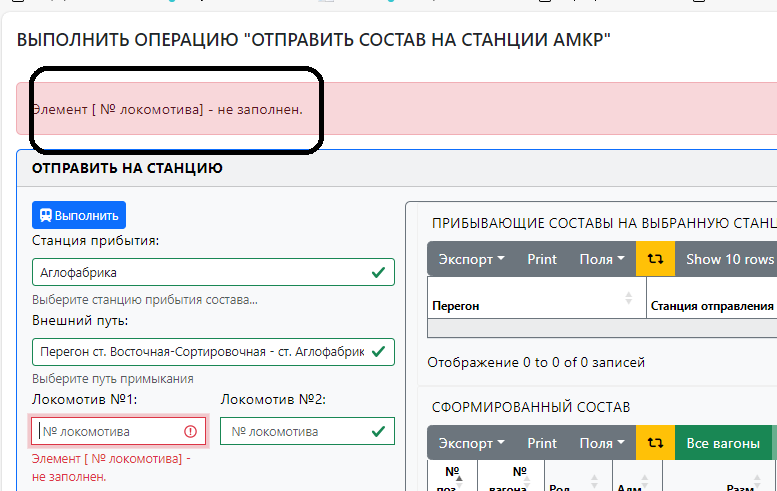 ВЫПОЛНИТЬ ОПЕРАЦИЮ "ОТПРАВИТЬ СОСТАВ НА СТАНЦИИ АМКР"
Элемент [ № локомотива] - не заполнен.
ОТПРАВИТЬ НА СТАНЦИЮ
Выполнить
Станция прибытия:
Аглофабрика
Выберите станцию прибытия состава...
Внешний путь:
Перегон ст. Восточная-Сортировочная - ст. Аглофабрик
Выберите путь примыкания
Локомотив №1: Локомотив №2:
№ локомотива № локомотива
Элемент [ № локомотива] -
не заполнен.
ПРИБЫВАЮЩИЕ СОСТАВЫ НА ВЫБРАННУЮ СТАНЦ
Экспорт Print Поля Show 10 rows
Перегон Станция отправления
Отображение 0 to 0 of 0 записей
СФОРМИРОВАННЫЙ СОСТАВ
Экспорт Print Поля Все вагоны
№ №
поз. вагона Род Адм. Разм